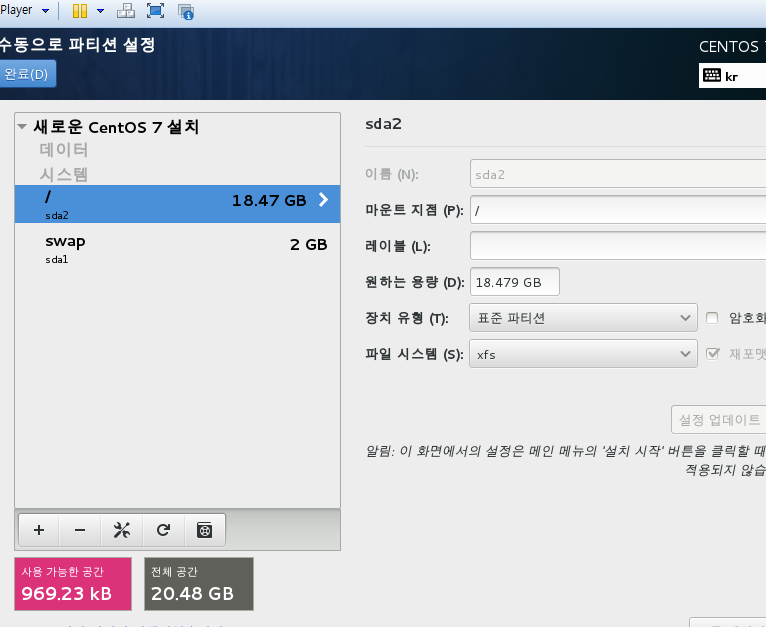 Player
수동으로 파티션 설정
CENTOS 7
완료(D)
kr
새로운 CentOS 7 설치
데이터
시스템
/ 18.47 GB
sda2
swap 2 GB
sda1
sda2
이름 (N): sda2
마운트 지점 (P): /
레이블 (L):
원하는 용량 (D): 18.479 GB
장치 유형 (T): 표준 파티션 암호화
파일 시스템 (S): xfs 재포맷
설정 업데이트
알림: 이 화면에서의 설정은 메인 메뉴의 '설치 시작' 버튼을 클릭할 때
적용되지 않습
사용 가능한 공간
969.23 kB
전체 공간
20.48 GB